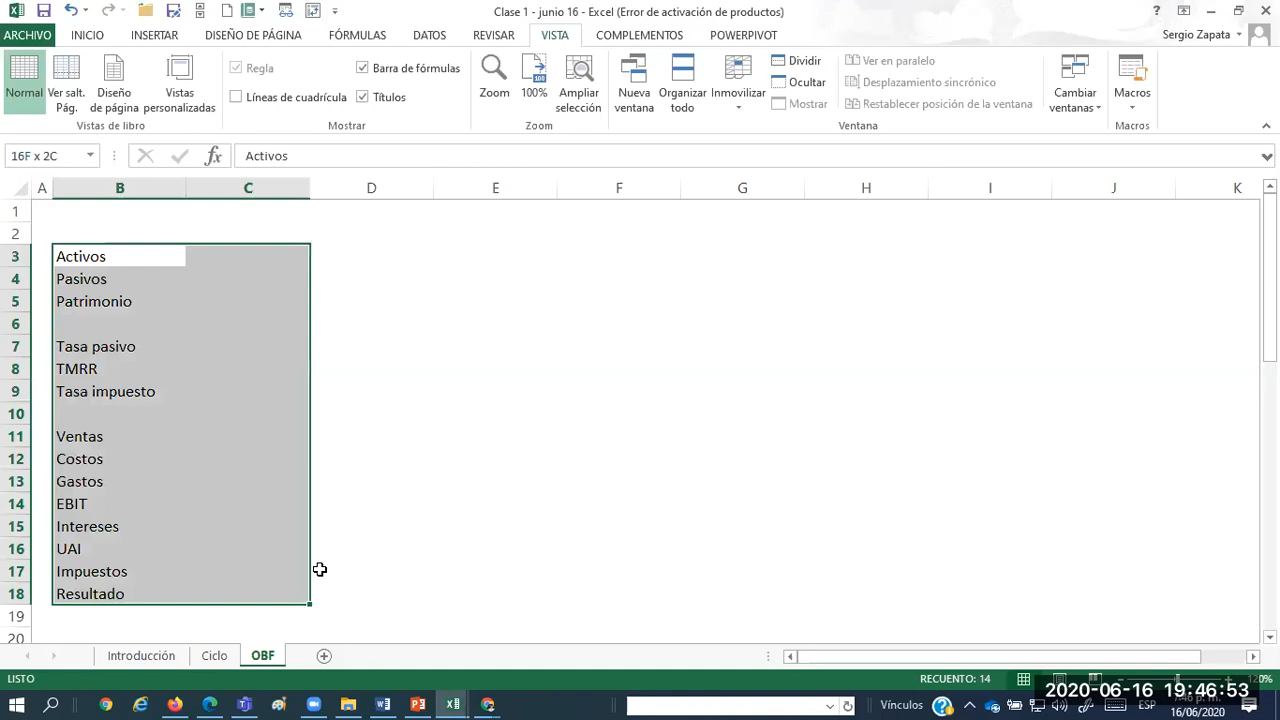 Clase 1 - junio 16 - Excel (Error de activación de productos)
ARCHIVO INICIO INSERTAR DISEÑO DE PÁGINA FÓRMULAS DATOS REVISAR VISTA COMPLEMENTOS POWERPIVOT Sergio Zapata
Normal
Ver salt. Pág.
Diseño de página
Vistas personalizadas
Vistas de libro
Regla
Barra de fórmulas
Líneas de cuadrícula
Títulos
Mostrar
Zoom
100
100%
Ampliar selección
Zoom
Nueva ventana
Organizar todo
Inmovilizar
Dividir
Ocultar
Mostrar
Ver en paralelo
Desplazamiento sincrónico
Restablecer posición de la ventana
Ventana
Cambiar ventanas
Macros
Macros
16F x 2C fx Activos
A B C D E F G H I J K
1
2
3 Activos
4 Pasivos
5 Patrimonio
6
7 Tasa pasivo
8 TMRR
9 Tasa impuesto
10
11 Ventas
12 Costos
13 Gastos
14 EBIT
15 Intereses
16 UAI
17 Impuestos
18 Resultado
19
20
Introducción Ciclo OBF
LISTO RECUENTO: 14
2020-06-16 19:46:53
Vínculos ESP
16/06/2020